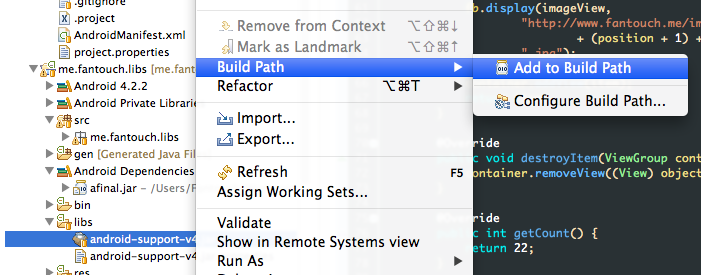 .gitignore
.project
AndroidManifest.xml
project.properties
me.fantouch.libs [me.fant
Android 4.2.2
Android Private Librarie
src
me.fantouch.libs
gen [Generated Java Fil
Android Dependencies
afinal.jar – /Users/F
bin
libs
android-support-v4
android-support-v4
res
Remove from Context ⌥⇧⌘↓
Mark as Landmark ⌥⇧⌘↑
Build Path
Refactor ⌥⌘T
Import...
Export...
Refresh F5
Assign Working Sets...
Validate
Show in Remote Systems view
Run As
Add to Build Path
Configure Build Path...
b.display(imageView,
"http://www.fantouch.me/im
+ (position + 1) +
".jpg");
erride
c void destroyItem(ViewGroup cont
ontainer.removeView((View) object
erride
c int getCount() {
eturn 22;